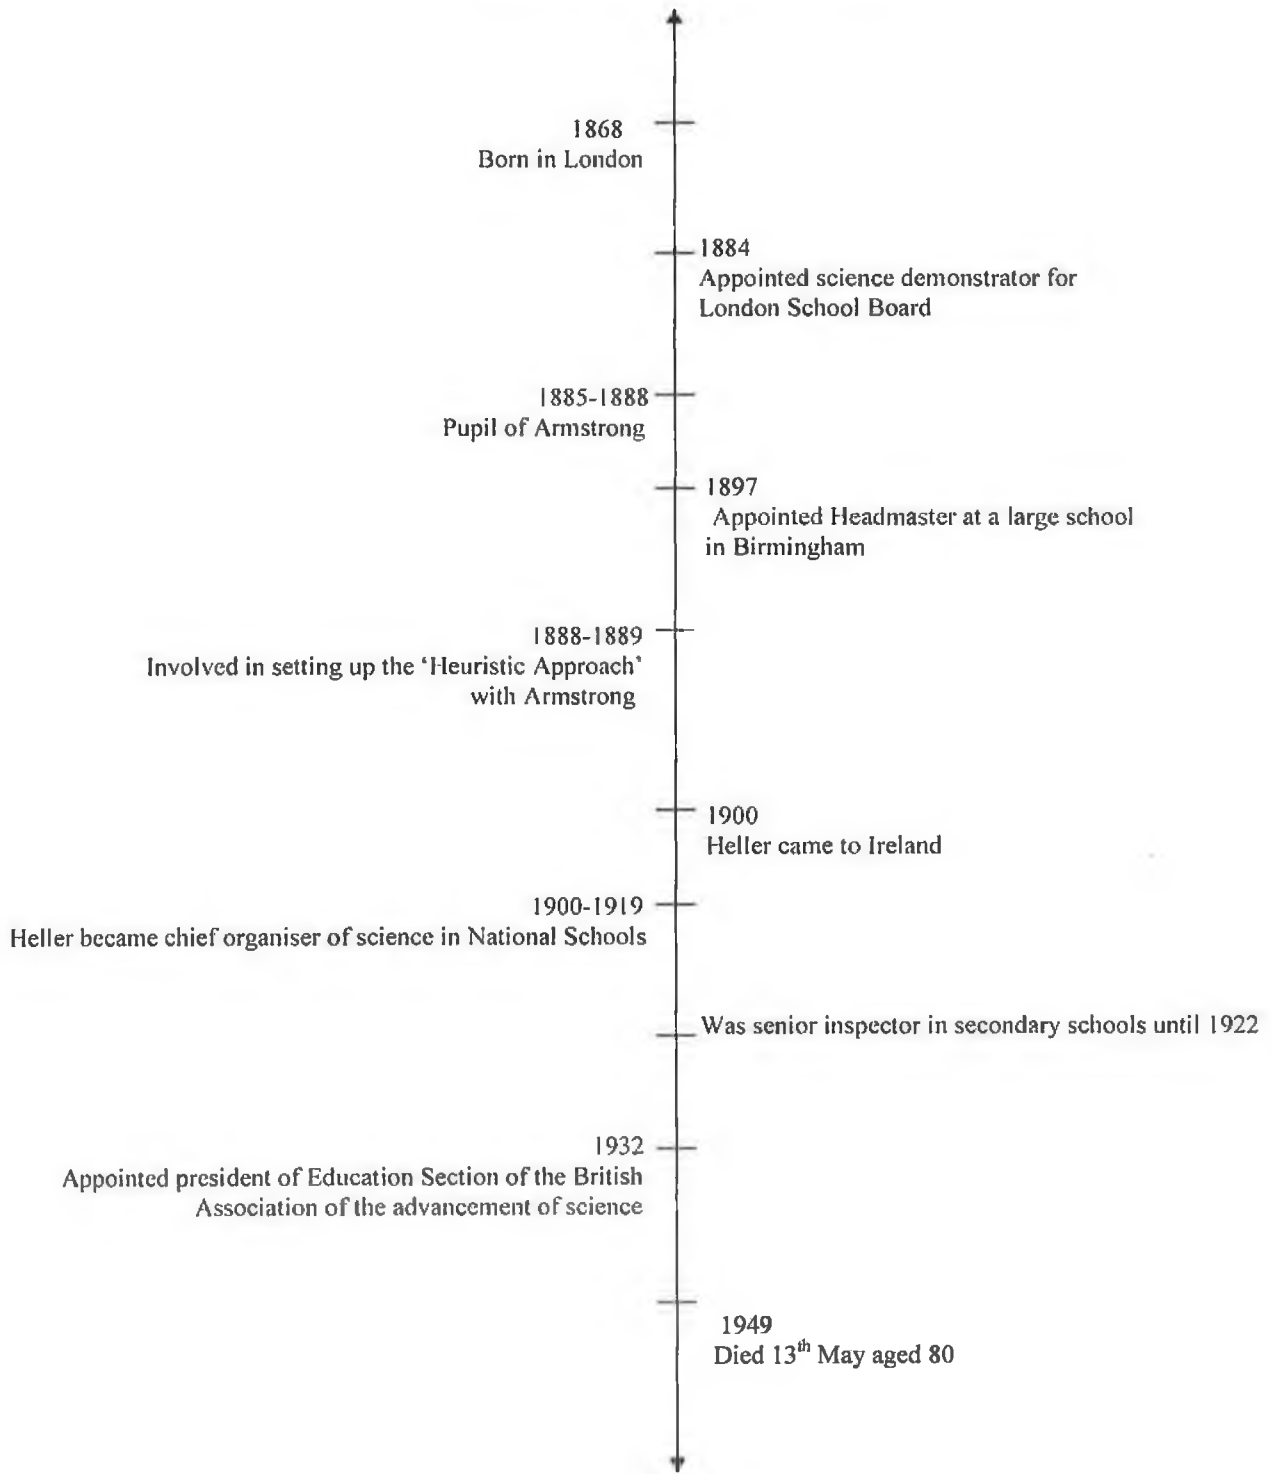 1868
Born in London
1884
Appointed science demonstrator for
London School Board
1885-1888
Pupil of Armstrong
1897
Appointed Headmaster at a large school
in Birmingham
1888-1889
Involved in setting up the ‘Heuristic Approach’
with Armstrong
1900
Heller came to Ireland
1900-1919
Heller became chief organiser of science in National Schools
Was senior inspector in secondary schools until 1922
1932
Appointed president of Education Section of the British
Association of the advancement of science
1949
Died 13th May aged 80